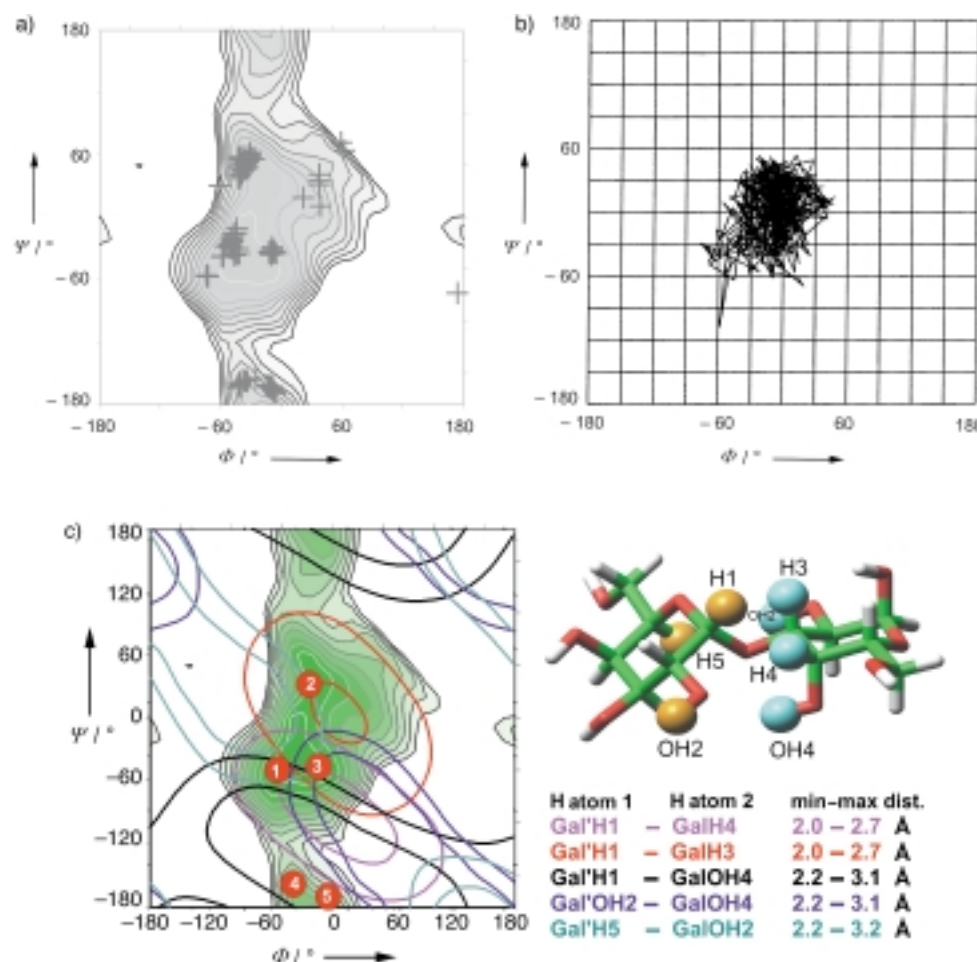 a)
180
60
Ψ / °
– 60
– 180
– 180
– 60
60
180
Φ / °
b)
180
60
Ψ / °
– 60
– 180
– 180
– 60
60
180
Φ / °
c)
180
120
60
0
Ψ / °
–60
–120
–180
–180
–120
–60
0
60
120
180
Φ / °
2
1
3
4
5
H1
H3
OH2
H5
H4
OH2
OH4
H atom 1 H atom 2 min–max dist.
Gal'H1 – GalH4 2.0 – 2.7 Å
Gal'H1 – GalH3 2.0 – 2.7 Å
Gal'H1 – GalOH4 2.2 – 3.1 Å
Gal'OH2 – GalOH4 2.2 – 3.1 Å
Gal'H5 – GalOH2 2.2 – 3.2 Å